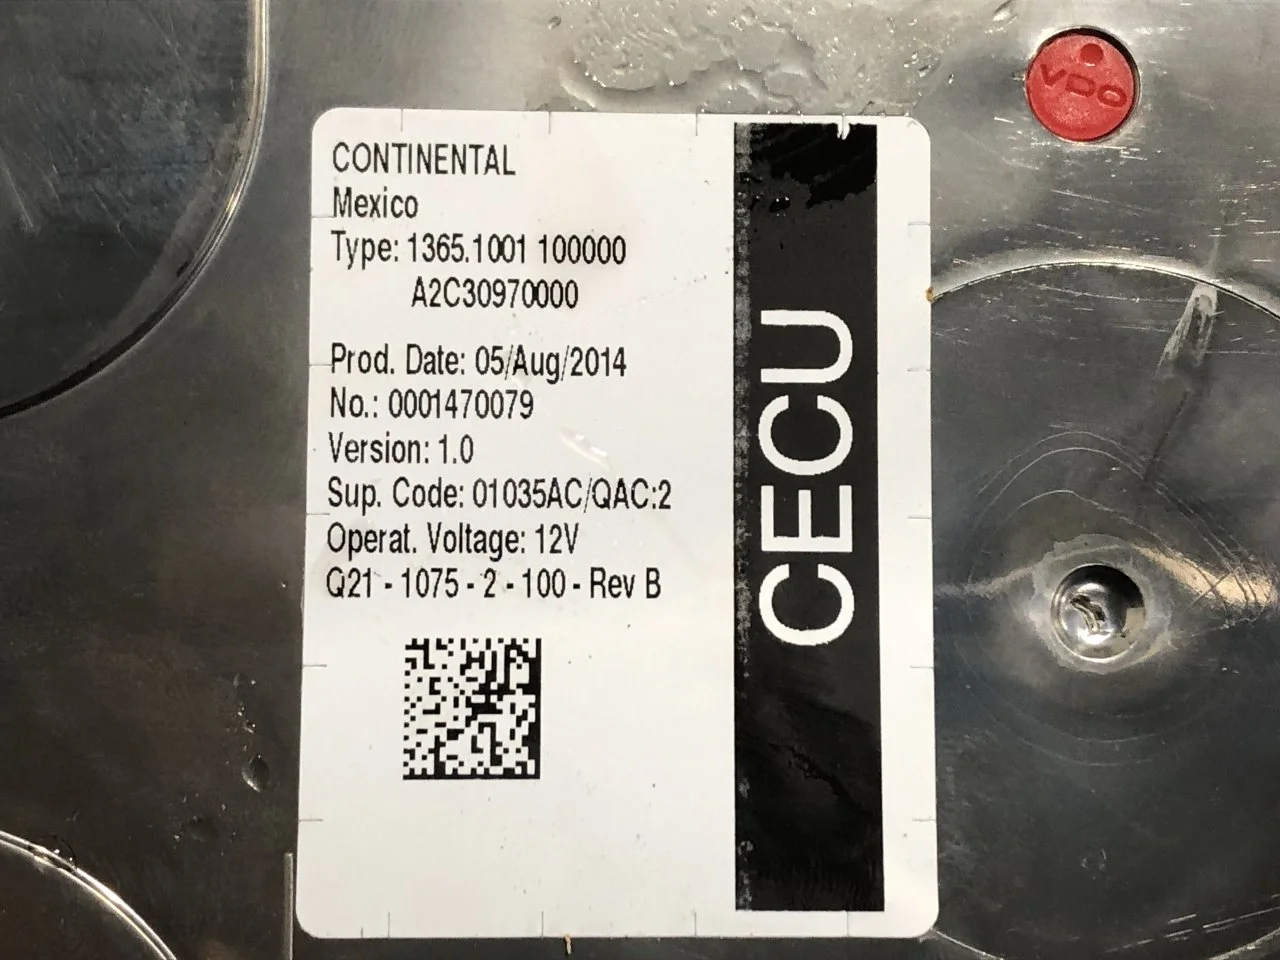 CONTINENTAL
Mexico
Type: 1365.1001 100000
A2C30970000
Prod. Date: 05/Aug/2014
No.: 0001470079
Version: 1.0
Sup. Code: 01035AC/QAC:2
Operat. Voltage: 12V
Q21 - 1075 - 2 - 100 - Rev B
CECU
VDO